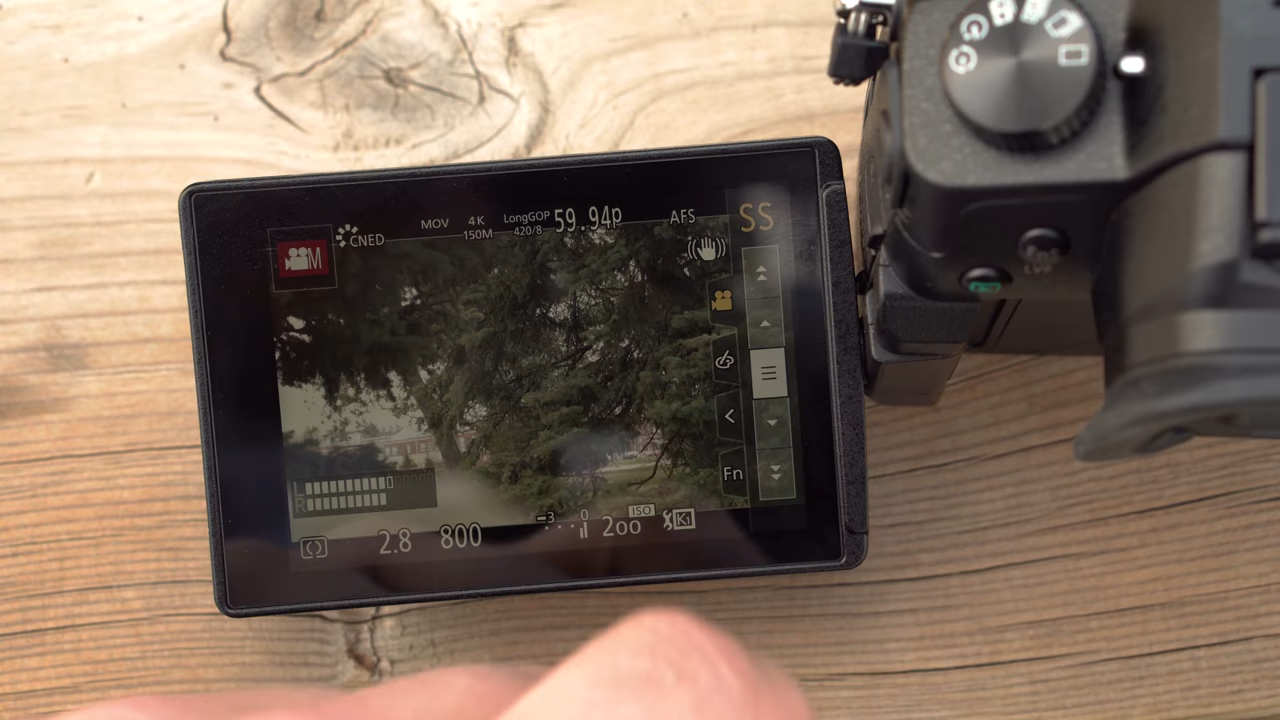 MOV 4K LongGOP 59.94p AFS SS
150M 420/8
M
CNED
Fn
L
R
2.8 800 -3 0 ISO 200 K1